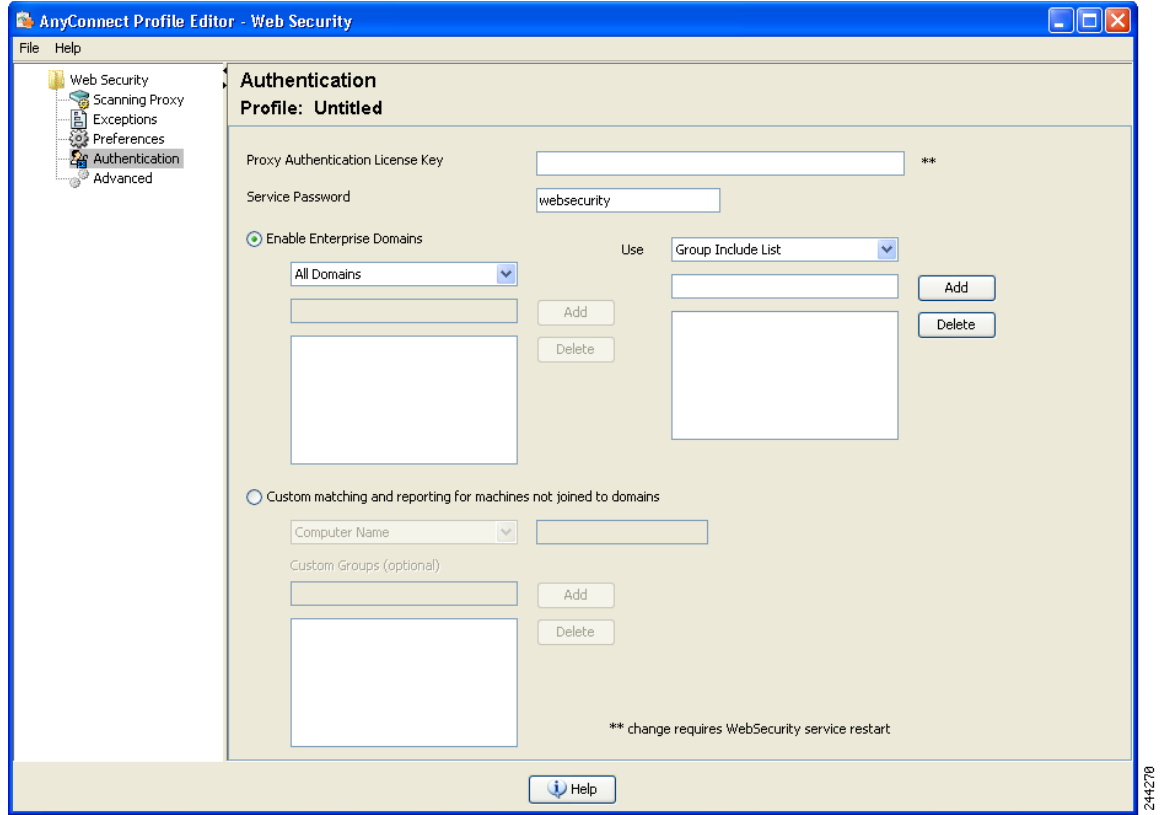 AnyConnect Profile Editor - Web Security
File Help
Web Security
Scanning Proxy
Exceptions
Preferences
Authentication
Advanced
Authentication
Profile: Untitled
Proxy Authentication License Key **
Service Password websecurity
Enable Enterprise Domains
Use Group Include List
All Domains
Add
Add
Delete
Delete
Custom matching and reporting for machines not joined to domains
Computer Name
Custom Groups (optional)
Add
Delete
** change requires WebSecurity service restart
Help
244270